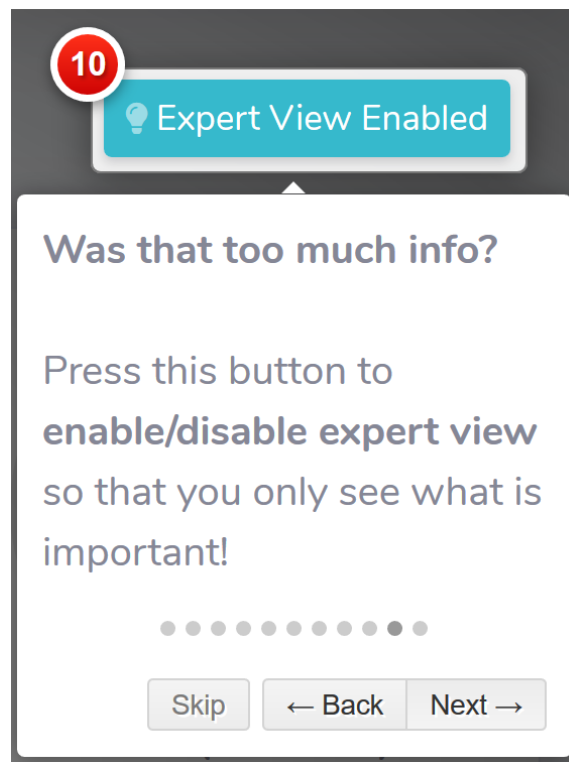 10
Expert View Enabled
Was that too much info?
Press this button to
enable/disable expert view
so that you only see what is
important!
Skip
← Back
Next →